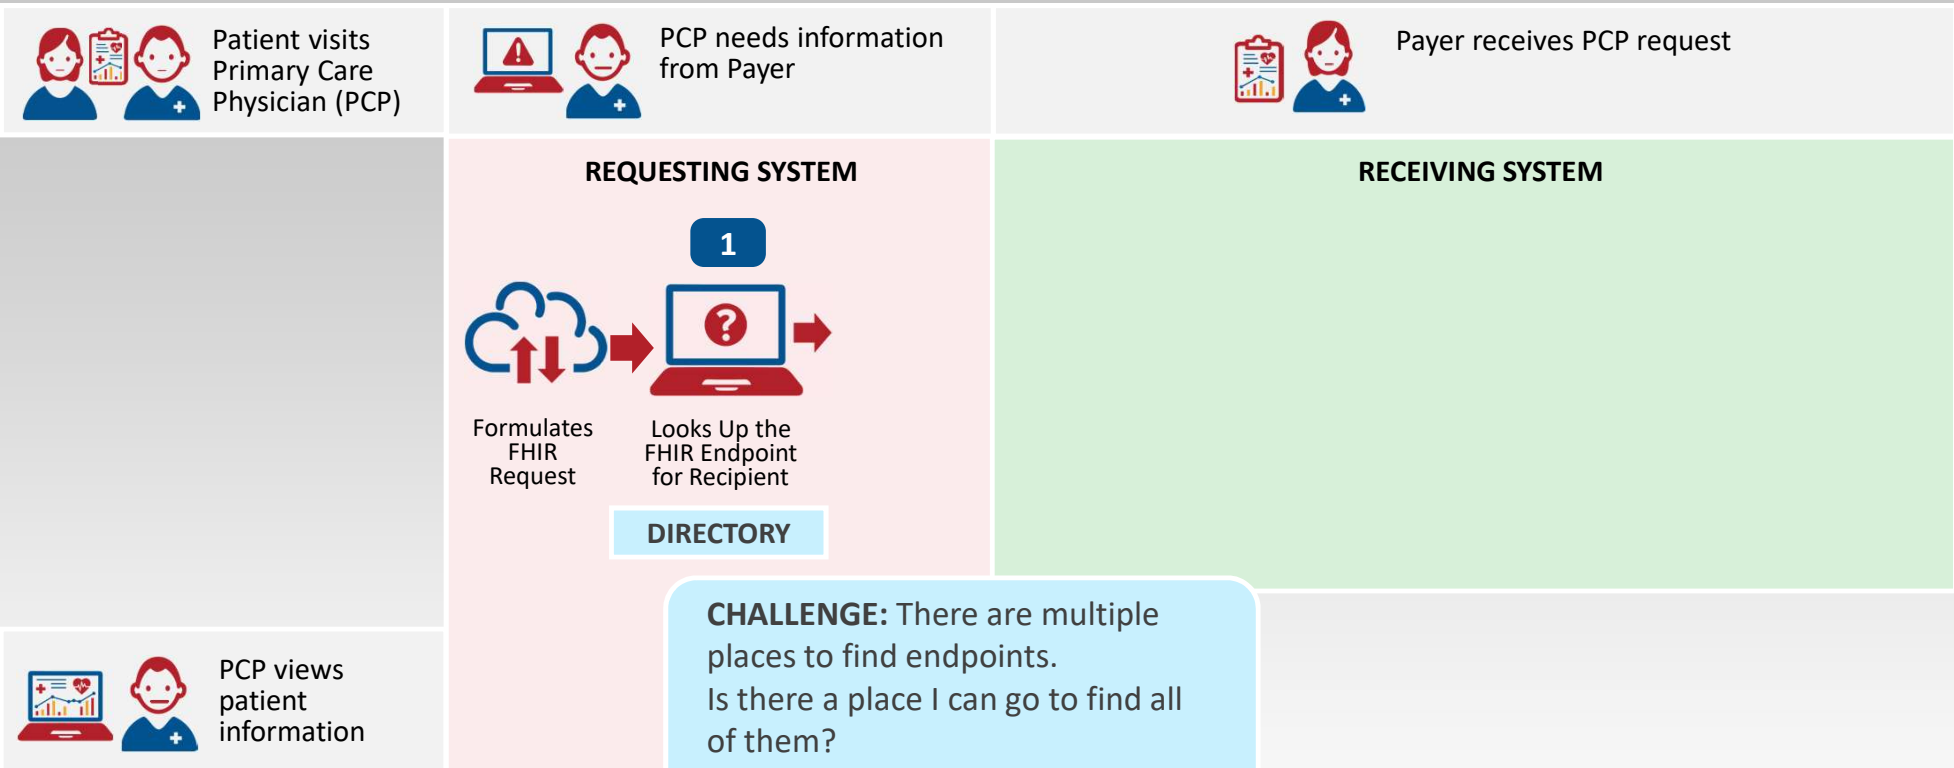 Patient visits
Primary Care
Physician (PCP)
PCP needs information
from Payer
Payer receives PCP request
REQUESTING SYSTEM
RECEIVING SYSTEM
1
Formulates
FHIR
Request
Looks Up the
FHIR Endpoint
for Recipient
DIRECTORY
CHALLENGE: There are multiple
places to find endpoints.
Is there a place I can go to find all
of them?
PCP views
patient
information